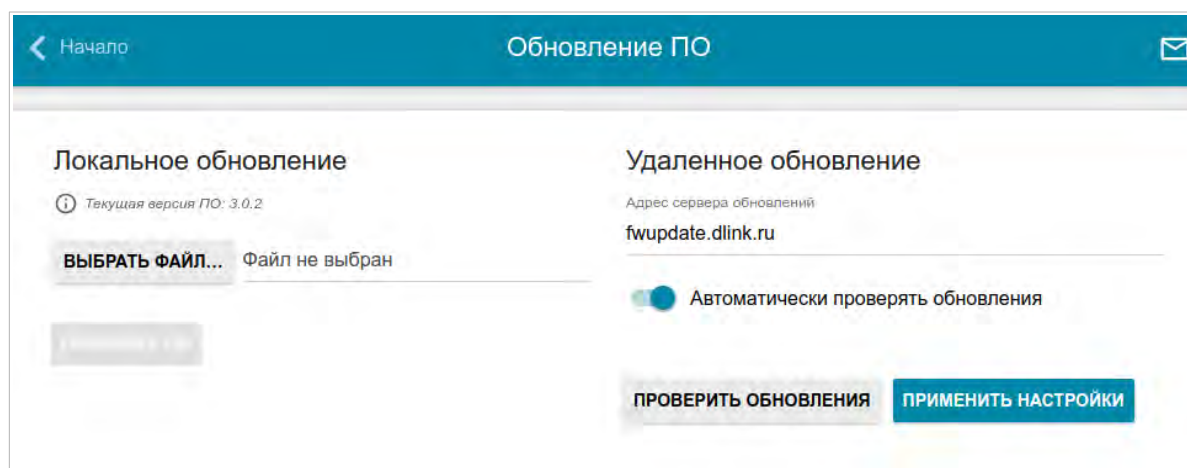 Начало
Обновление ПО
Локальное обновление
Текущая версия ПО: 3.0.2
ВЫБРАТЬ ФАЙЛ... Файл не выбран
Удаленное обновление
Адрес сервера обновлений
fwupdate.dlink.ru
Автоматически проверять обновления
ПРОВЕРИТЬ ОБНОВЛЕНИЯ ПРИМЕНИТЬ НАСТРОЙКИ